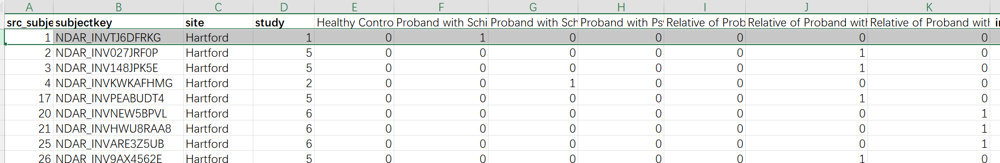 A B C D E F G H I J K
src_subje subjectkey site study Healthy Contro Proband with Schi Proband with Sch Proband with Ps Relative of Prob Relative of Proband with Relative of Proband with in
1 NDAR_INVTJ6DFRKG Hartford 1 0 1 0 0 0 0 0
2 NDAR_INV027JRF0P Hartford 5 0 0 0 0 0 1 0
3 NDAR_INV148JPK5E Hartford 5 0 0 0 0 0 1 0
4 NDAR_INVKWKAFHMG Hartford 2 0 0 1 0 0 0 0
17 NDAR_INVPEABUDT4 Hartford 5 0 0 0 0 0 1 0
20 NDAR_INVNEW5BPVL Hartford 6 0 0 0 0 0 0 1
21 NDAR_INVHWU8RAA8 Hartford 6 0 0 0 0 0 0 1
25 NDAR_INVARE3Z5UB Hartford 6 0 0 0 0 0 0 1
26 NDAR_INV9AX4562E Hartford 5 0 0 0 0 0 1 0